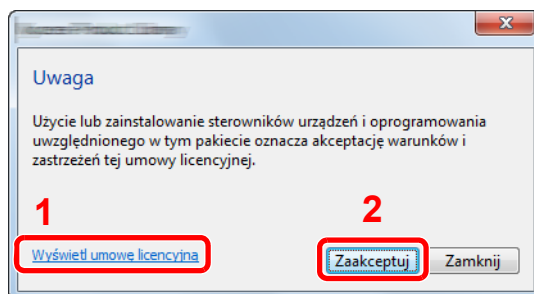 Uwaga
Użycie lub zainstalowanie sterowników urządzeń i oprogramowania
uwzględnionego w tym pakiecie oznacza akceptację warunków i
zastrzeżeń tej umowy licencyjnej.
1
2
Wyświetl umowę licencyjną
Zaakceptuj
Zamknij